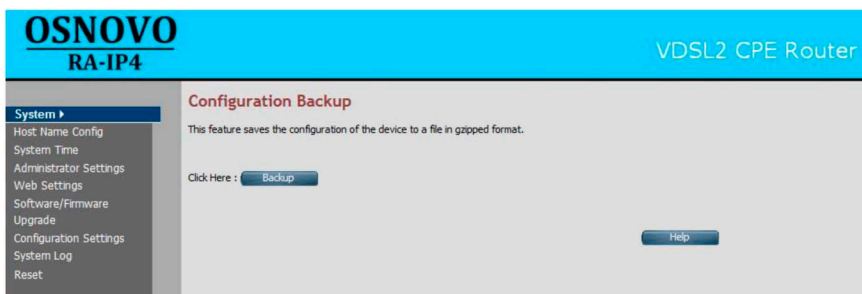 OSNOVO
RA-IP4
VDSL2 CPE Router
System
Host Name Config
System Time
Administrator Settings
Web Settings
Software/Firmware
Upgrade
Configuration Settings
System Log
Reset
Configuration Backup
This feature saves the configuration of the device to a file in gzipped format.
Click Here : Backup
Help